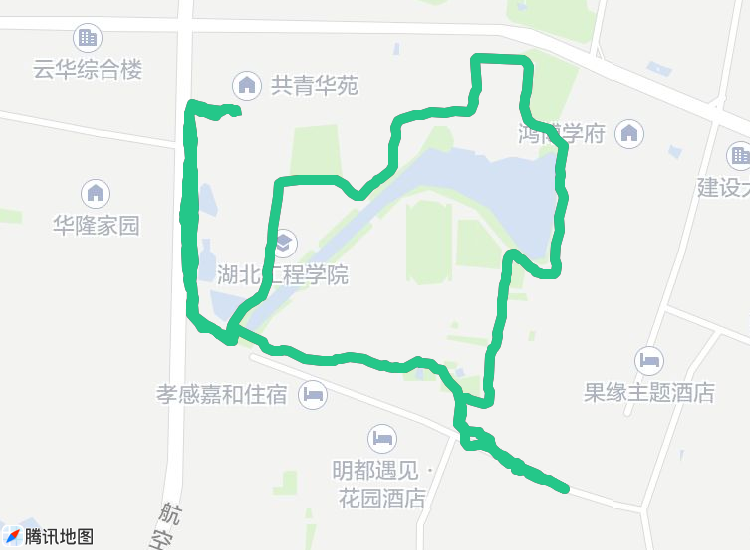 云华综合楼
共青华苑
鸿博学府
建设大
华隆家园
湖北工程学院
孝感嘉和住宿
果缘主题酒店
明都遇见·
花园酒店
航空
腾讯地图